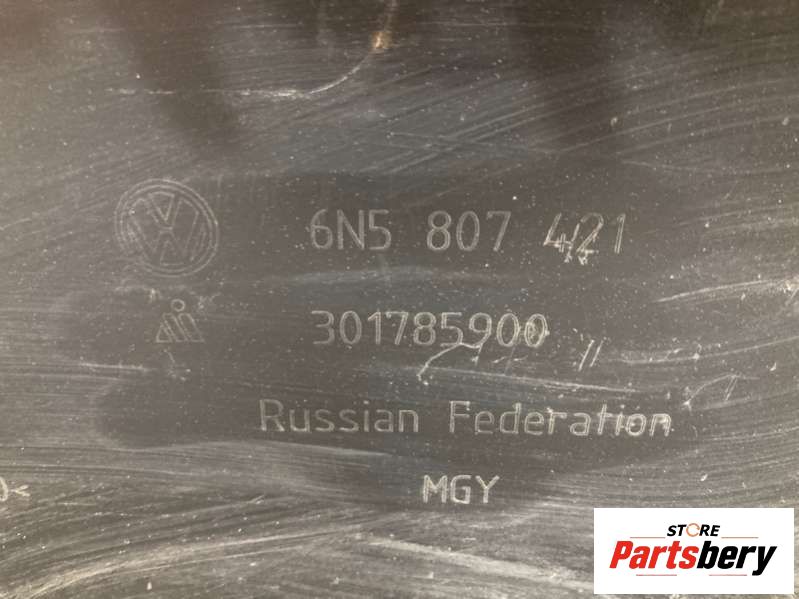 6N5 807 421
301785900
Russian Federation
MGY
STORE
Partsbery